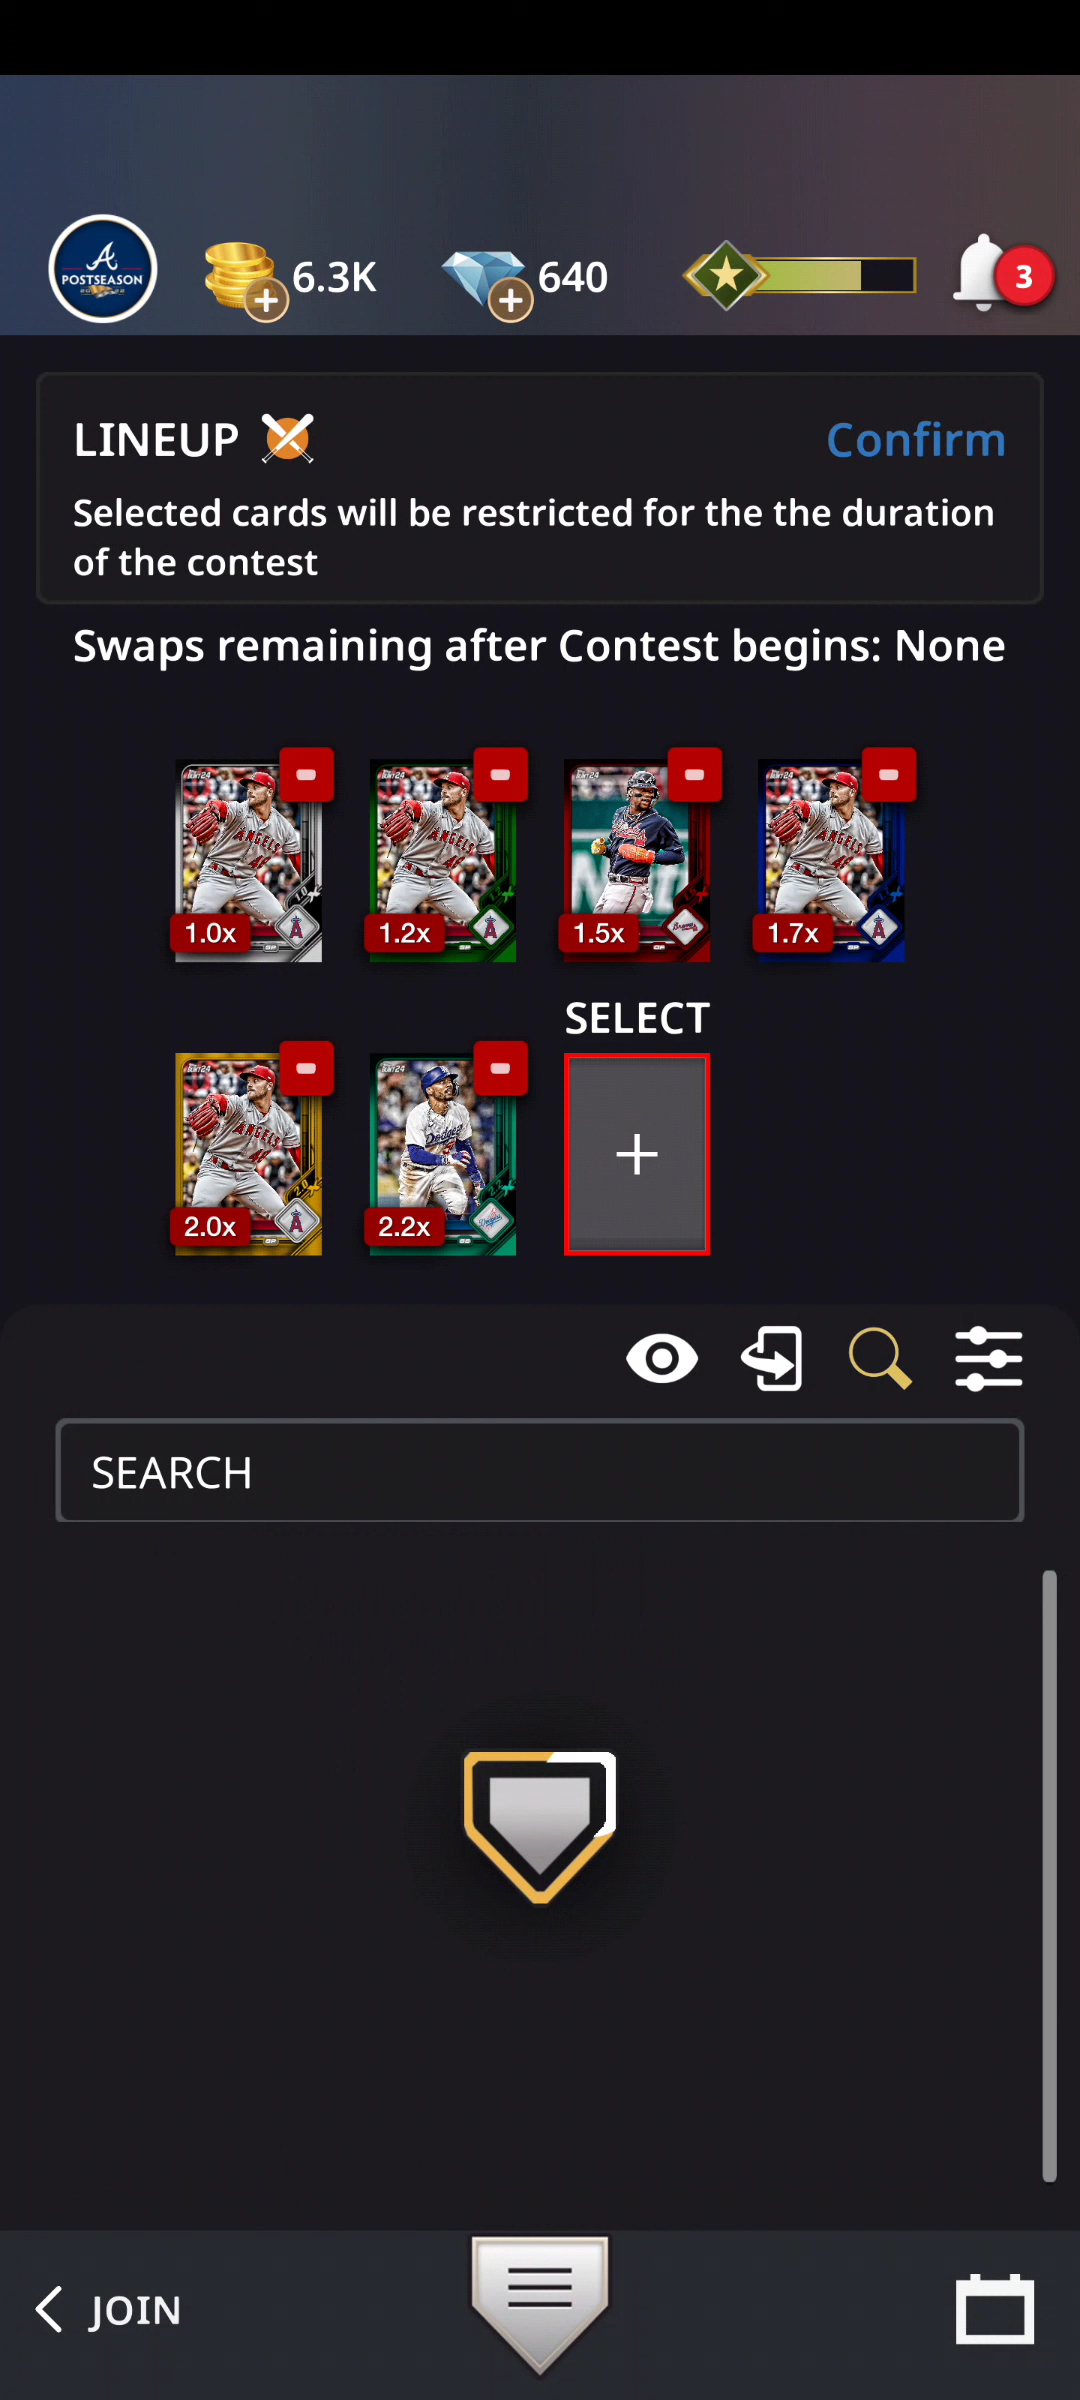 A
POSTSEASON
6.3K
640
3
LINEUP
Confirm
Selected cards will be restricted for the the duration
of the contest
Swaps remaining after Contest begins: None
1.0x
1.2x
1.5x
1.7x
SELECT
2.0x
2.2x
SEARCH
JOIN